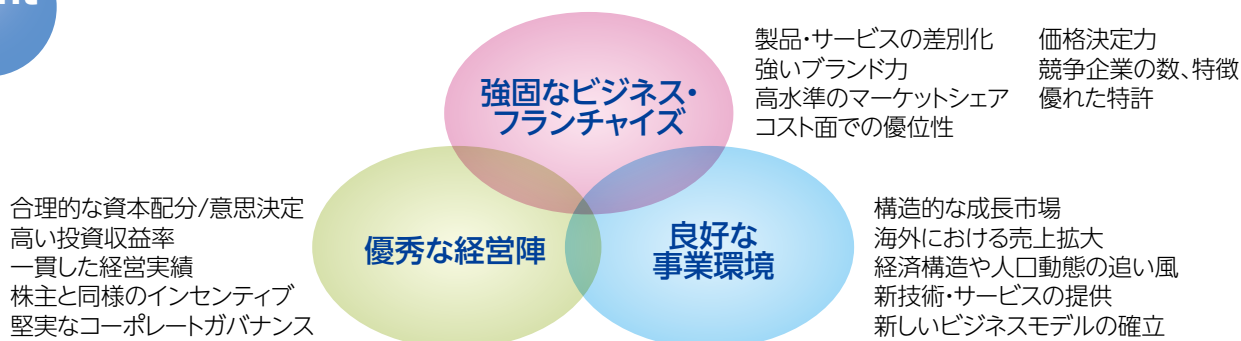 nt
強固なビジネス・
フランチャイズ
製品・サービスの差別化
強いブランド力
高水準のマーケットシェア
コスト面での優位性
価格決定力
競争企業の数、特徴
優れた特許
合理的な資本配分/意思決定
高い投資収益率
一貫した経営実績
株主と同様のインセンティブ
堅実なコーポレートガバナンス
優秀な経営陣
良好な
事業環境
構造的な成長市場
海外における売上拡大
経済構造や人口動態の追い風
新技術・サービスの提供
新しいビジネスモデルの確立